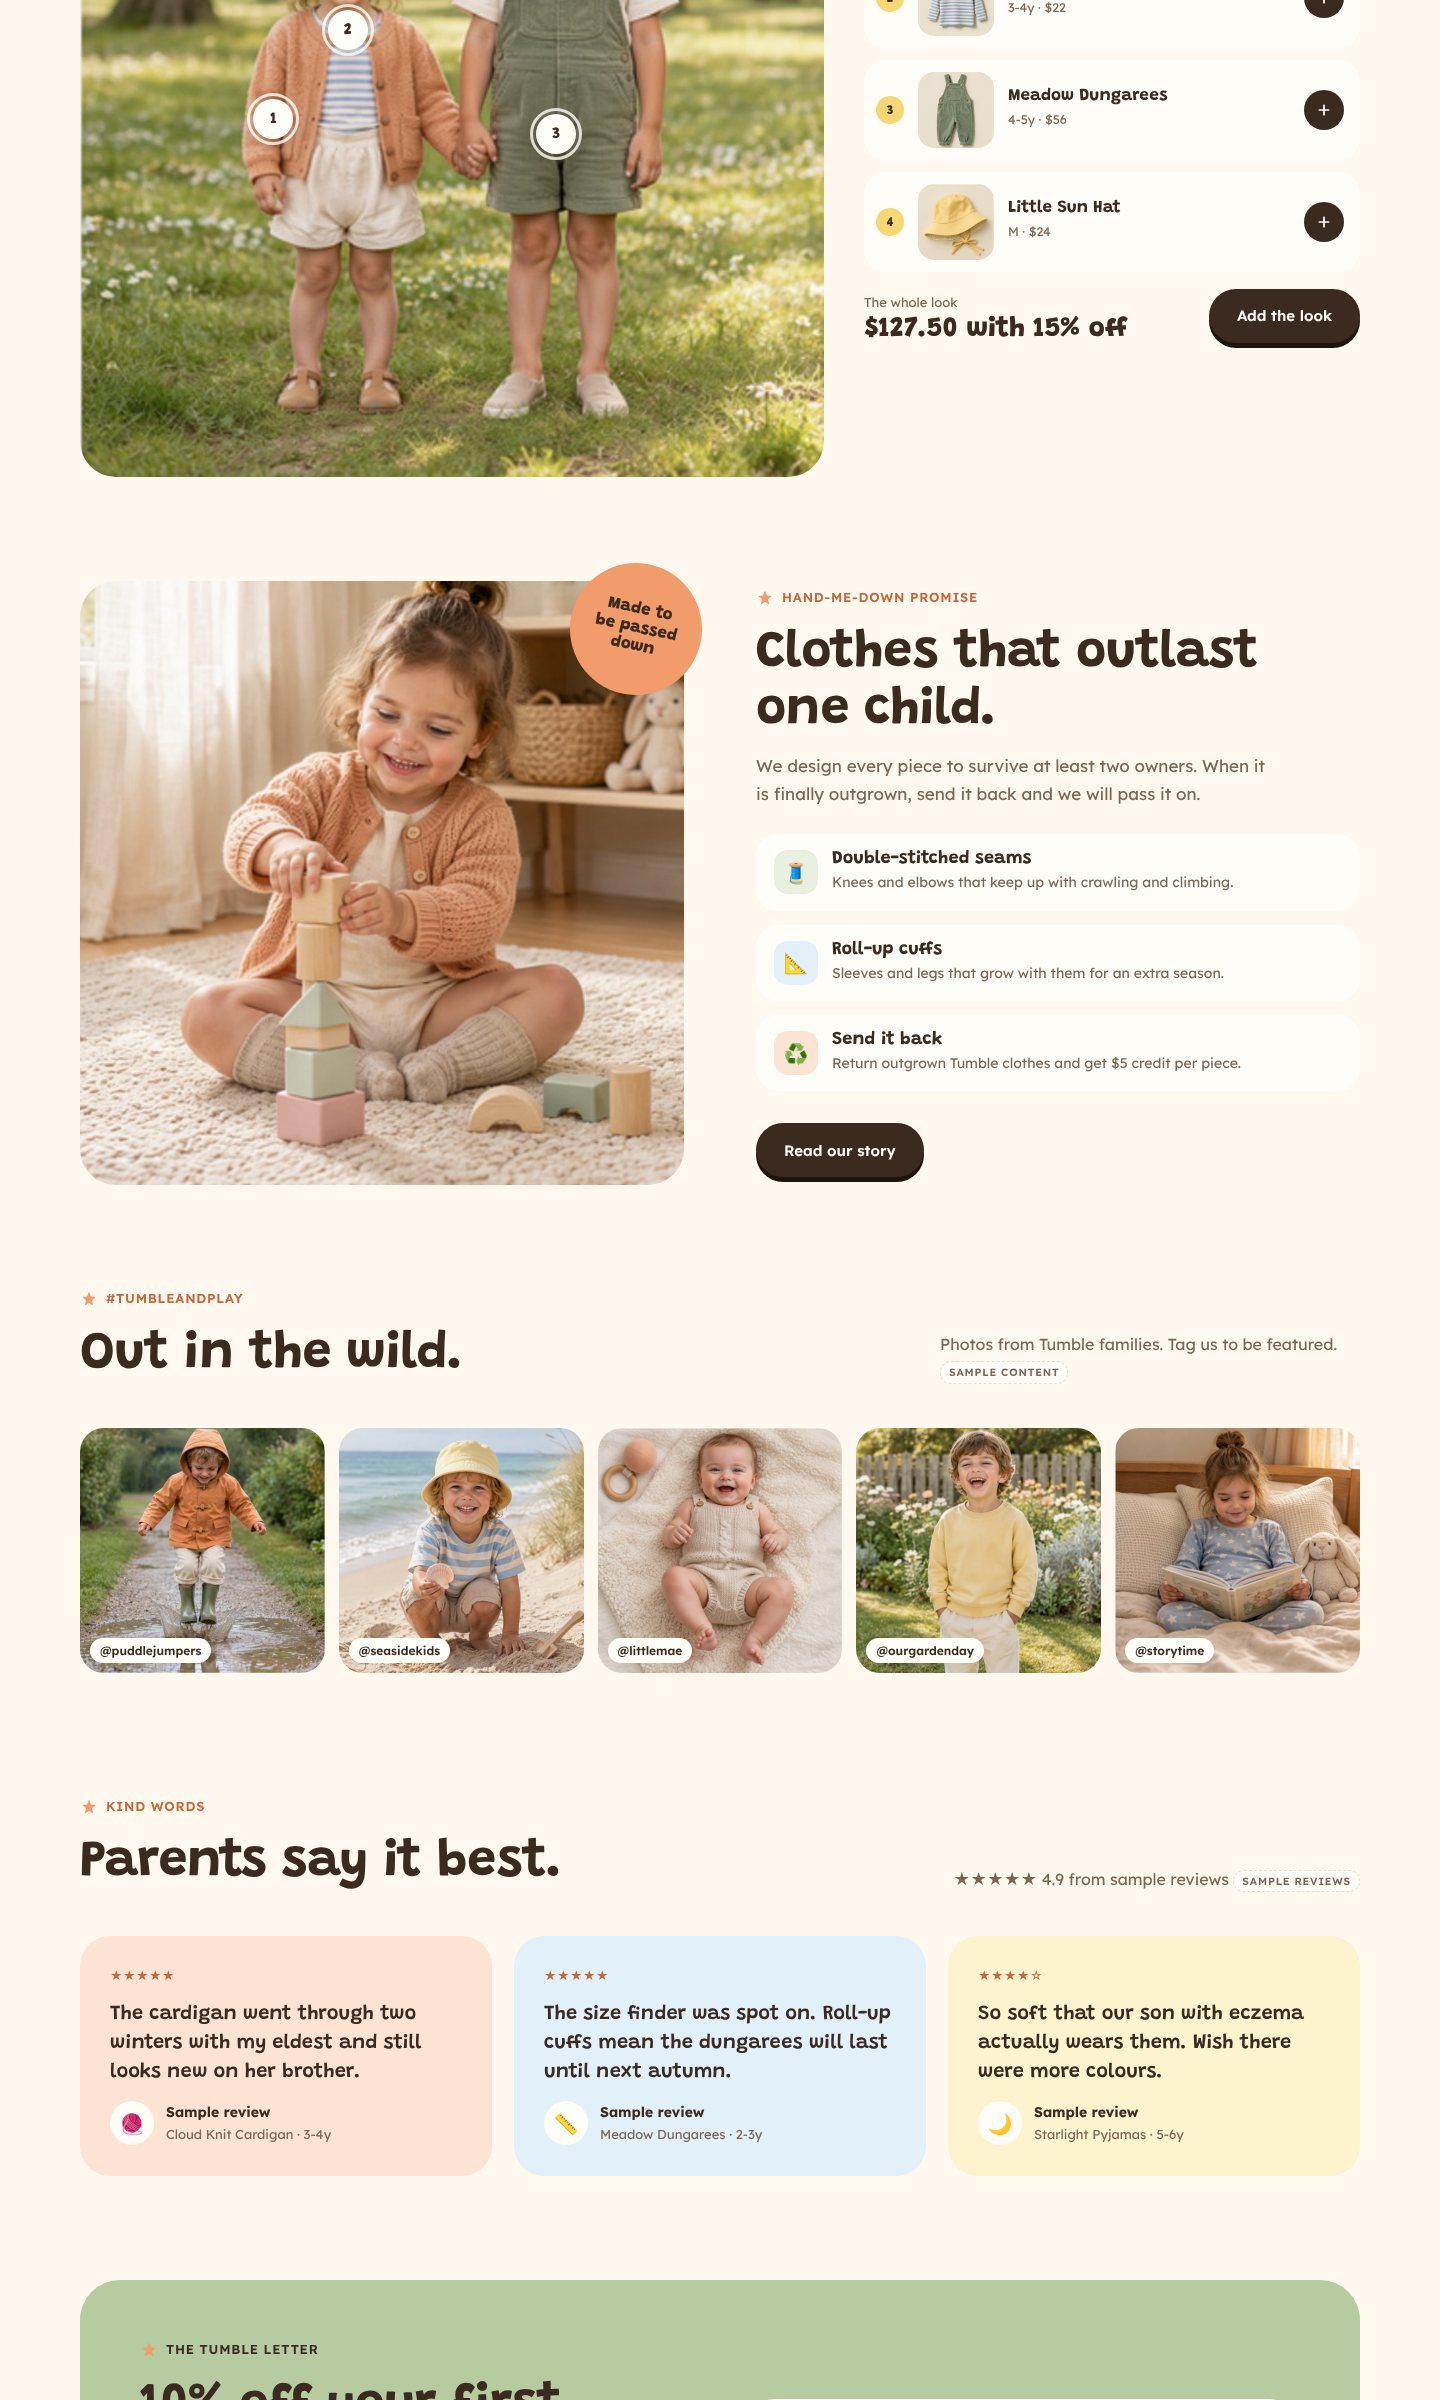 2
1
3
3-4y · $22
3
Meadow Dungarees
4-5y · $56
+
4
Little Sun Hat
M · $24
+
The whole look
$127.50 with 15% off
Add the look
Made to
be passed
down
HAND-ME-DOWN PROMISE
Clothes that outlast
one child.
We design every piece to survive at least two owners. When it
is finally outgrown, send it back and we will pass it on.
Double-stitched seams
Knees and elbows that keep up with crawling and climbing.
Roll-up cuffs
Sleeves and legs that grow with them for an extra season.
Send it back
Return outgrown Tumble clothes and get $5 credit per piece.
Read our story
#TUMBLEANDPLAY
Out in the wild.
Photos from Tumble families. Tag us to be featured.
SAMPLE CONTENT
@puddlejumpers
@seasidekids
@littlemae
@ourgardenday
@storytime
KIND WORDS
Parents say it best.
★★★★★ 4.9 from sample reviews SAMPLE REVIEWS
★★★★★
The cardigan went through two
winters with my eldest and still
looks new on her brother.
Sample review
Cloud Knit Cardigan · 3-4y
★★★★★
The size finder was spot on. Roll-up
cuffs mean the dungarees will last
until next autumn.
Sample review
Meadow Dungarees · 2-3y
★★★★☆
So soft that our son with eczema
actually wears them. Wish there
were more colours.
Sample review
Starlight Pyjamas · 5-6y
THE TUMBLE LETTER
10% off your first